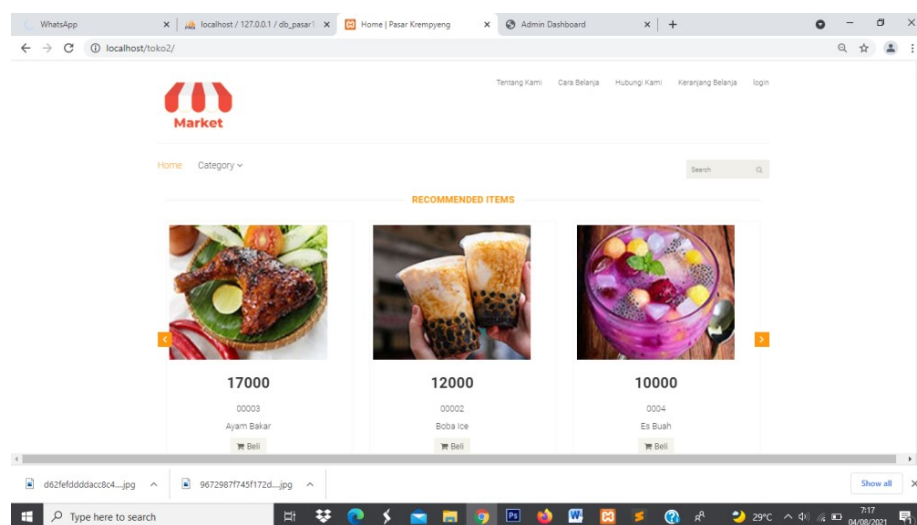 WhatsApp
localhost / 127.0.0.1 / db_pasar1
Home | Pasar Krempyeng
Admin Dashboard
localhost/toko2/
Tentang Kami Cara Belanja Hubungi Kami Keranjang Belanja login
Market
Home Category
Search
RECOMMENDED ITEMS
17000 12000 10000
00003 00002 0004
Ayam Bakar Boba Ice Es Buah
Beli Beli Beli
d62fefddddacc8c4....jpg 9672987f745f172d....jpg Show all
Type here to search
Ps
29°C
7:17
04/08/2021